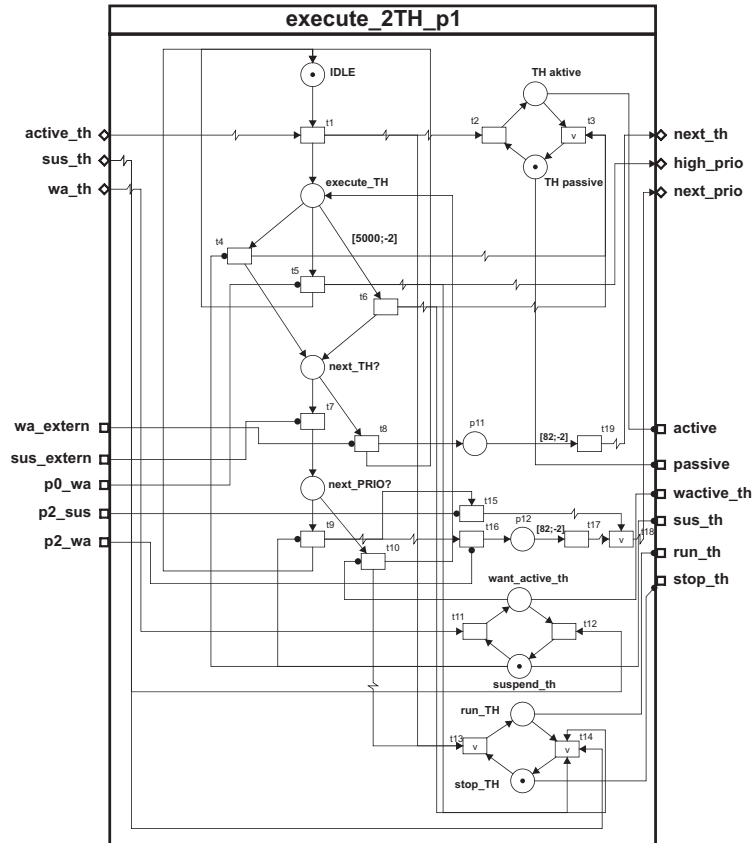 execute_2TH_p1
IDLE
TH aktive
t1
t2
t3
active_th
next_th
sus_th
high_prio
TH passive
wa_th
execute_TH
next_prio
t4
[5000;-2]
t5
t6
next_TH?
t7
wa_extern
t8
p11
[82;-2]
t19
active
sus_extern
passive
p0_wa
next_PRIO?
wactive_th
t15
p2_sus
sus_th
t9
t16
p12
[82;-2]
t17
t18
p2_wa
t10
run_th
want_active_th
stop_th
t11
t12
suspend_th
run_TH
t13
t14
stop_TH
v
v
v
v